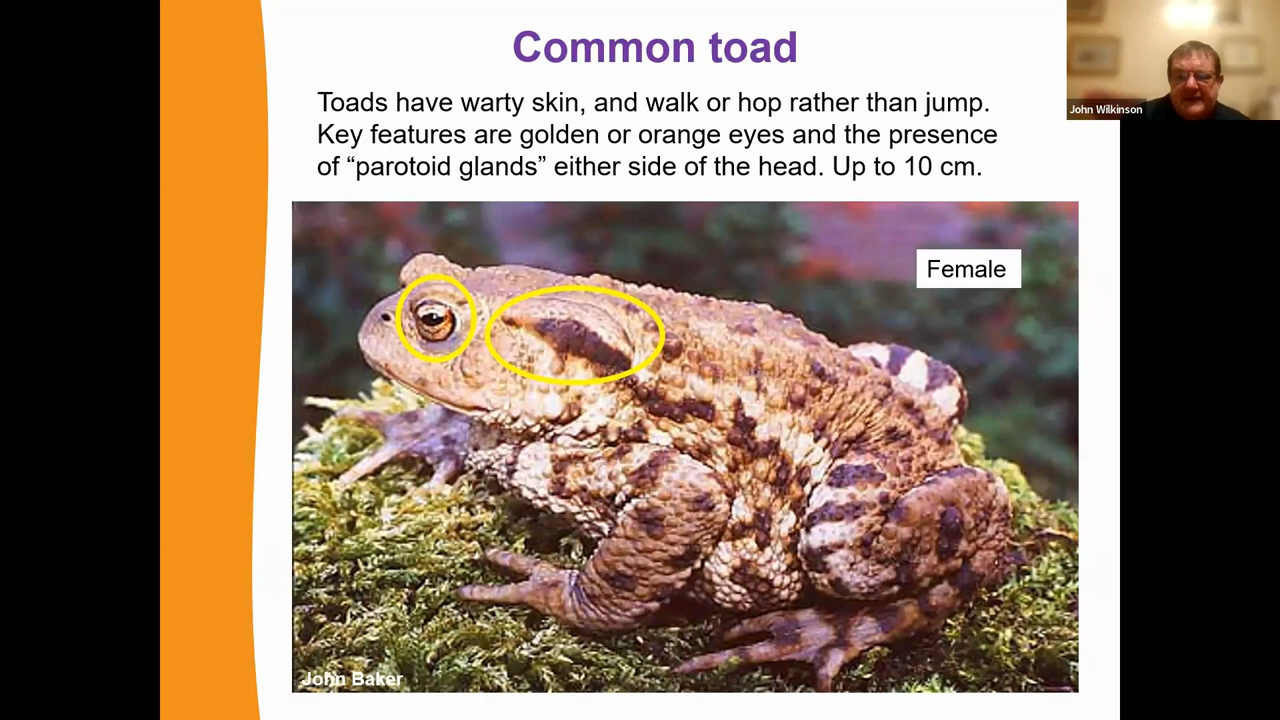 Common toad
John Wilkinson
Toads have warty skin, and walk or hop rather than jump.
Key features are golden or orange eyes and the presence
of “parotoid glands” either side of the head. Up to 10 cm.
Female
John Baker